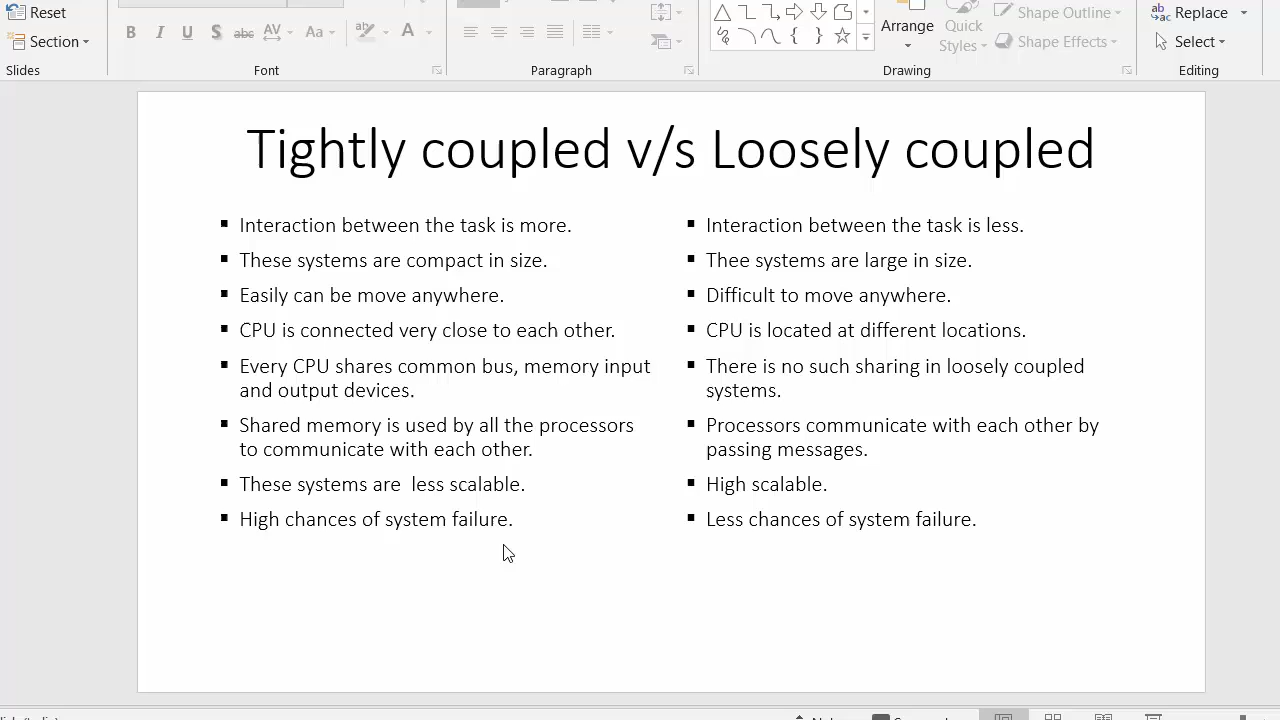 Reset
Replace
Section
B I U S abc AV Aa A
Arrange
Quick
Styles
Shape Outline
Shape Effects
Select
Slides
Font
Paragraph
Drawing
Editing
Tightly coupled v/s Loosely coupled
Interaction between the task is more.
These systems are compact in size.
Easily can be move anywhere.
CPU is connected very close to each other.
Every CPU shares common bus, memory input
and output devices.
Shared memory is used by all the processors
to communicate with each other.
These systems are  less scalable.
High chances of system failure.
Interaction between the task is less.
Thee systems are large in size.
Difficult to move anywhere.
CPU is located at different locations.
There is no such sharing in loosely coupled
systems.
Processors communicate with each other by
passing messages.
High scalable.
Less chances of system failure.